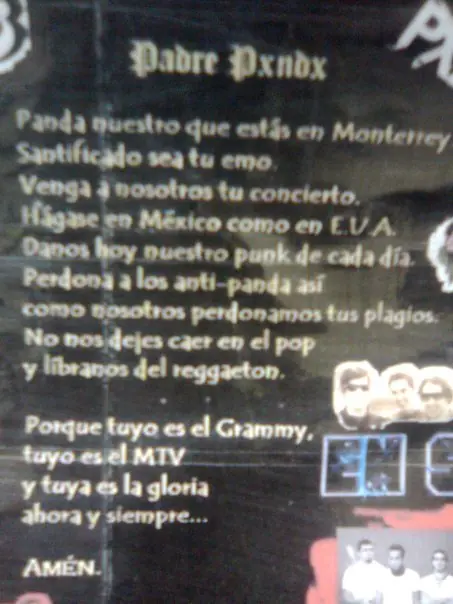 Padre Pxndx
Panda nuestro que estás en Monterrey
Santificado sea tu emo.
Venga a nosotros tu concierto.
Hágase en México como en E.V.A.
Danos hoy nuestro punk de cada día.
Perdona a los anti-panda así
como nosotros perdonamos tus plagios.
No nos dejes caer en el pop
y líbranos del reggaeton.
Porque tuyo es el Grammy,
tuyo es el MTV
y tuya es la gloria
ahora y siempre...
EN
AMÉN.